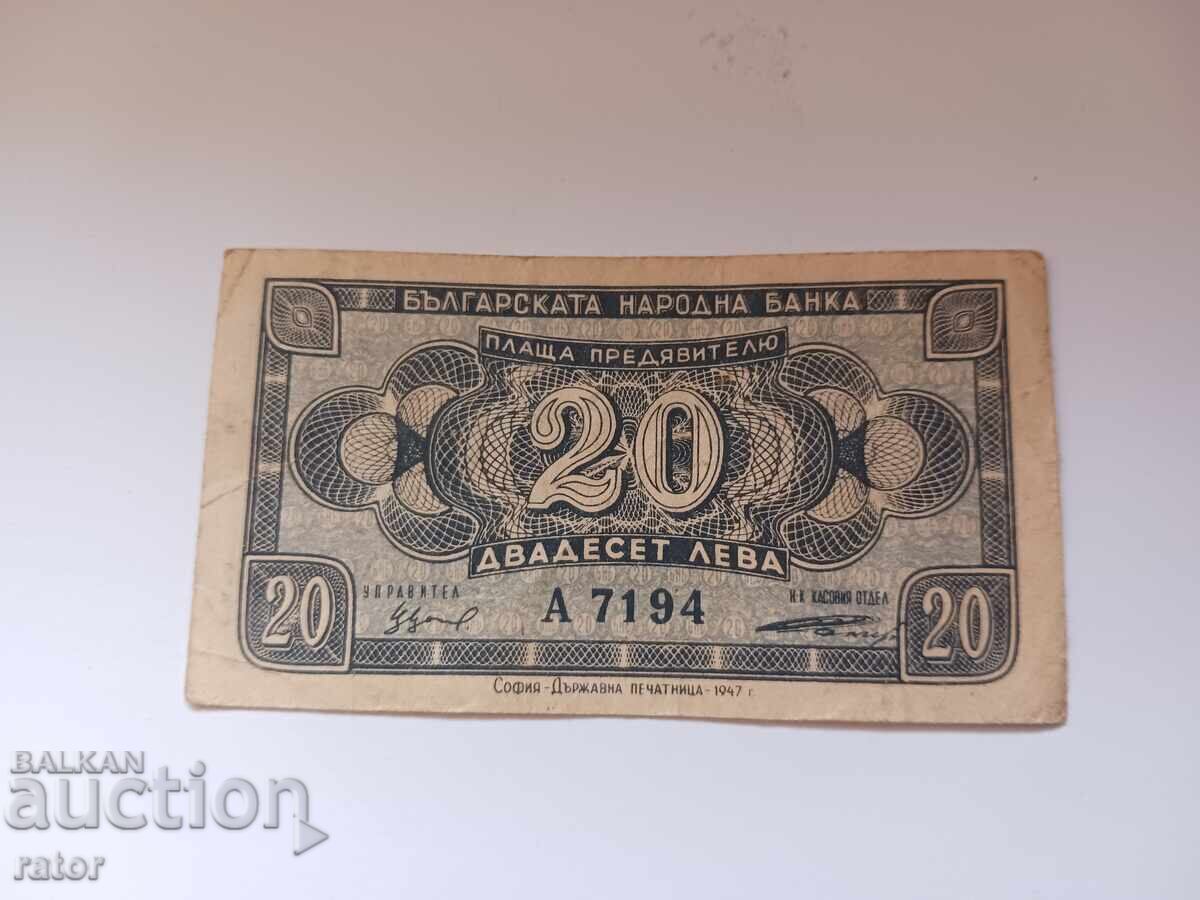 БЪЛГАРСКАТА НАРОДНА БАНКА
ПЛАЩА ПРЕДЯВИТЕЛЮ
20
ДВАДЕСЕТ ЛЕВА
УПРАВИТЕЛ
А 7194
Н-К КАСОВИЯ ОТДЕЛ
20
20
СОФИЯ - ДЪРЖАВНА ПЕЧАТНИЦА - 1947 г.
BALKAN
auction
rator